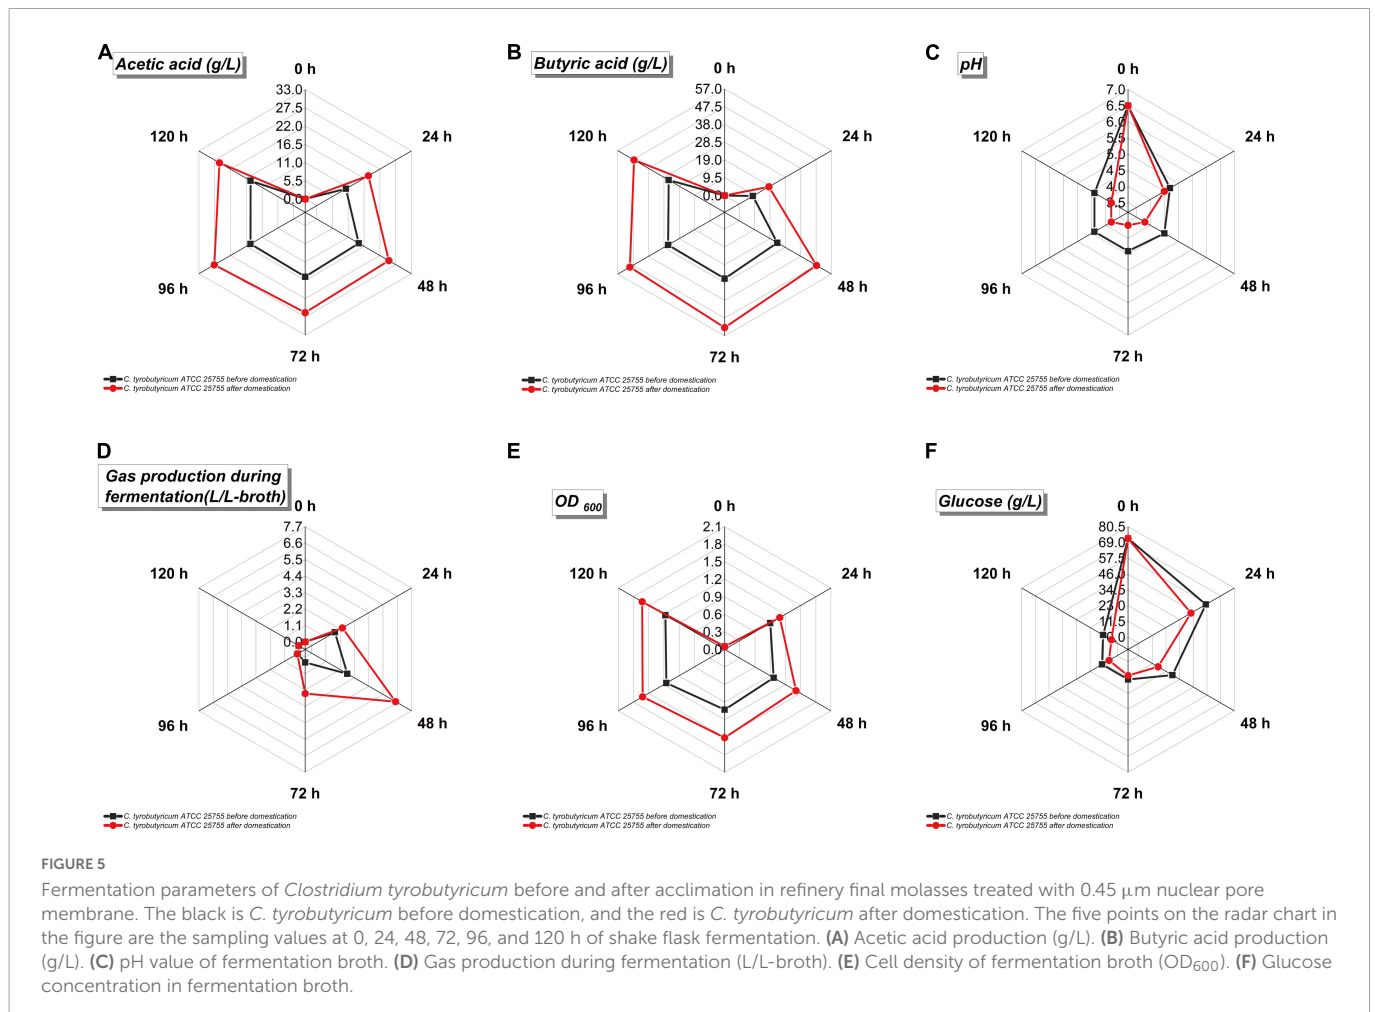 A
Acetic acid (g/L)
0 h
33.0
27.5
22.0
16.5
11.0
5.5
0.0
24 h
48 h
72 h
96 h
120 h
C. tyrobutyricum ATCC 25755 before domestication
C. tyrobutyricum ATCC 25755 after domestication
B
Butyric acid (g/L)
0 h
57.0
47.5
38.0
28.5
19.0
9.5
0.0
24 h
48 h
72 h
96 h
120 h
C. tyrobutyricum ATCC 25755 before domestication
C. tyrobutyricum ATCC 25755 after domestication
C
pH
0 h
7.0
6.5
6.0
5.5
5.0
4.5
4.0
3.5
24 h
48 h
72 h
96 h
120 h
C. tyrobutyricum ATCC 25755 before domestication
C. tyrobutyricum ATCC 25755 after domestication
D
Gas production during
fermentation(L/L-broth)
0 h
7.7
6.6
5.5
4.4
3.3
2.2
1.1
0.0
24 h
48 h
72 h
96 h
120 h
C. tyrobutyricum ATCC 25755 before domestication
C. tyrobutyricum ATCC 25755 after domestication
E
OD 600
0 h
2.1
1.8
1.5
1.2
0.9
0.6
0.3
0.0
24 h
48 h
72 h
96 h
120 h
C. tyrobutyricum ATCC 25755 before domestication
C. tyrobutyricum ATCC 25755 after domestication
F
Glucose (g/L)
0 h
80.5
69.0
57.5
46.0
34.5
23.0
11.5
0.0
24 h
48 h
72 h
96 h
120 h
C. tyrobutyricum ATCC 25755 before domestication
C. tyrobutyricum ATCC 25755 after domestication
FIGURE 5
Fermentation parameters of Clostridium tyrobutyricum before and after acclimation in refinery final molasses treated with 0.45 μm nuclear pore
membrane. The black is C. tyrobutyricum before domestication, and the red is C. tyrobutyricum after domestication. The five points on the radar chart in
the figure are the sampling values at 0, 24, 48, 72, 96, and 120 h of shake flask fermentation. (A) Acetic acid production (g/L). (B) Butyric acid production
(g/L). (C) pH value of fermentation broth. (D) Gas production during fermentation (L/L-broth). (E) Cell density of fermentation broth (OD600). (F) Glucose
concentration in fermentation broth.